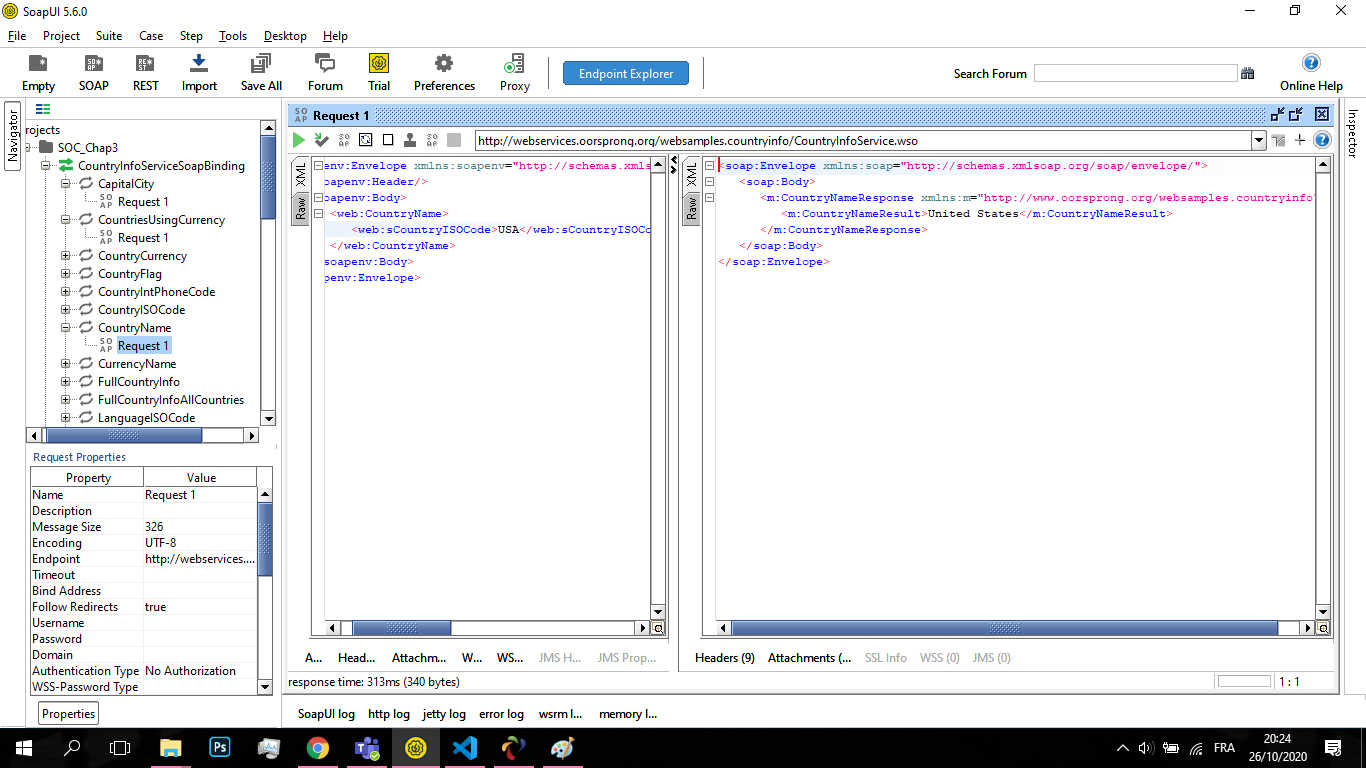 SoapUI 5.6.0
File Project Suite Case Step Tools Desktop Help
Empty SOAP REST Import Save All Forum Trial Preferences Proxy Endpoint Explorer Search Forum Online Help
Navigator
Inspector
rojects
SOC_Chap3
CountryInfoServiceSoapBinding
CapitalCity
SOAP Request 1
CountriesUsingCurrency
SOAP Request 1
CountryCurrency
CountryFlag
CountryIntPhoneCode
CountryISOCode
CountryName
SOAP Request 1
CurrencyName
FullCountryInfo
FullCountryInfoAllCountries
LanguageISOCode
Request Properties
Property Value
Name Request 1
Description
Message Size 326
Encoding UTF-8
Endpoint http://webservices....
Timeout
Bind Address
Follow Redirects true
Username
Password
Domain
Authentication Type No Authorization
WSS-Password Type
Properties
SOAP Request 1
http://webservices.oorsprong.org/websamples.countryinfo/CountryInfoService.wso
XML
Raw
env:Envelope xmlns:soapenv="http://schemas.xmls
oapenv:Header/>
oapenv:Body>
<web:CountryName>
<web:sCountryISOCode>USA</web:sCountryISOCo
</web:CountryName>
soapenv:Body>
penv:Envelope>
XML
Raw
<soap:Envelope xmlns:soap="http://schemas.xmlsoap.org/soap/envelope/">
<soap:Body>
<m:CountryNameResponse xmlns:m="http://www.oorsprong.org/websamples.countryinfo"
<m:CountryNameResult>United States</m:CountryNameResult>
</m:CountryNameResponse>
</soap:Body>
</soap:Envelope>
A... Head... Attachm... W... WS... JMS H... JMS Prop...
Headers (9) Attachments (... SSL Info WSS (0) JMS (0)
response time: 313ms (340 bytes)
1 : 1
SoapUI log http log jetty log error log wsrm l... memory l...
Ps
FRA
20:24
26/10/2020